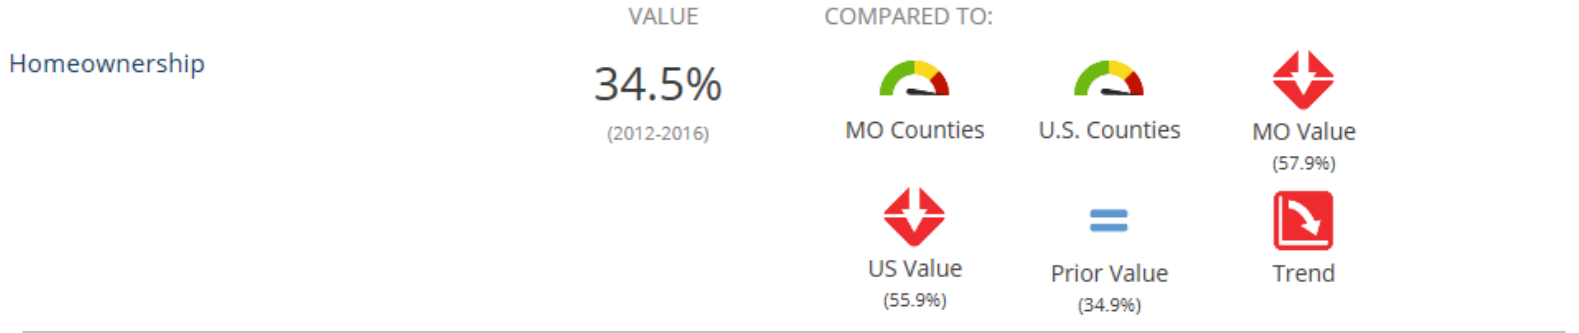 VALUE COMPARED TO:
Homeownership
34.5%
(2012-2016)
MO Counties
U.S. Counties
MO Value
(57.9%)
US Value
(55.9%)
Prior Value
(34.9%)
Trend